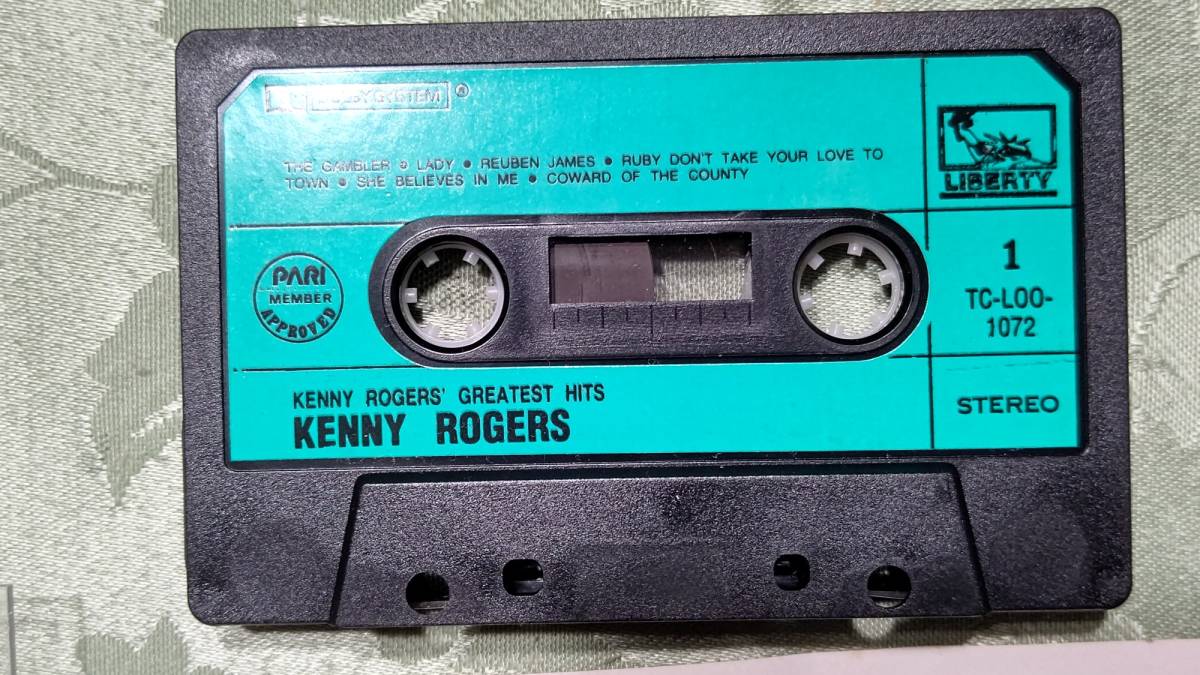 SYSTEM ®
THE GAMBLER • LADY • REUBEN JAMES • RUBY DON'T TAKE YOUR LOVE TO
TOWN • SHE BELIEVES IN ME • COWARD OF THE COUNTY
LIBERTY
PARI
MEMBER
APPROVED
1
TC-LOO-
1072
KENNY ROGERS' GREATEST HITS
KENNY ROGERS
STEREO